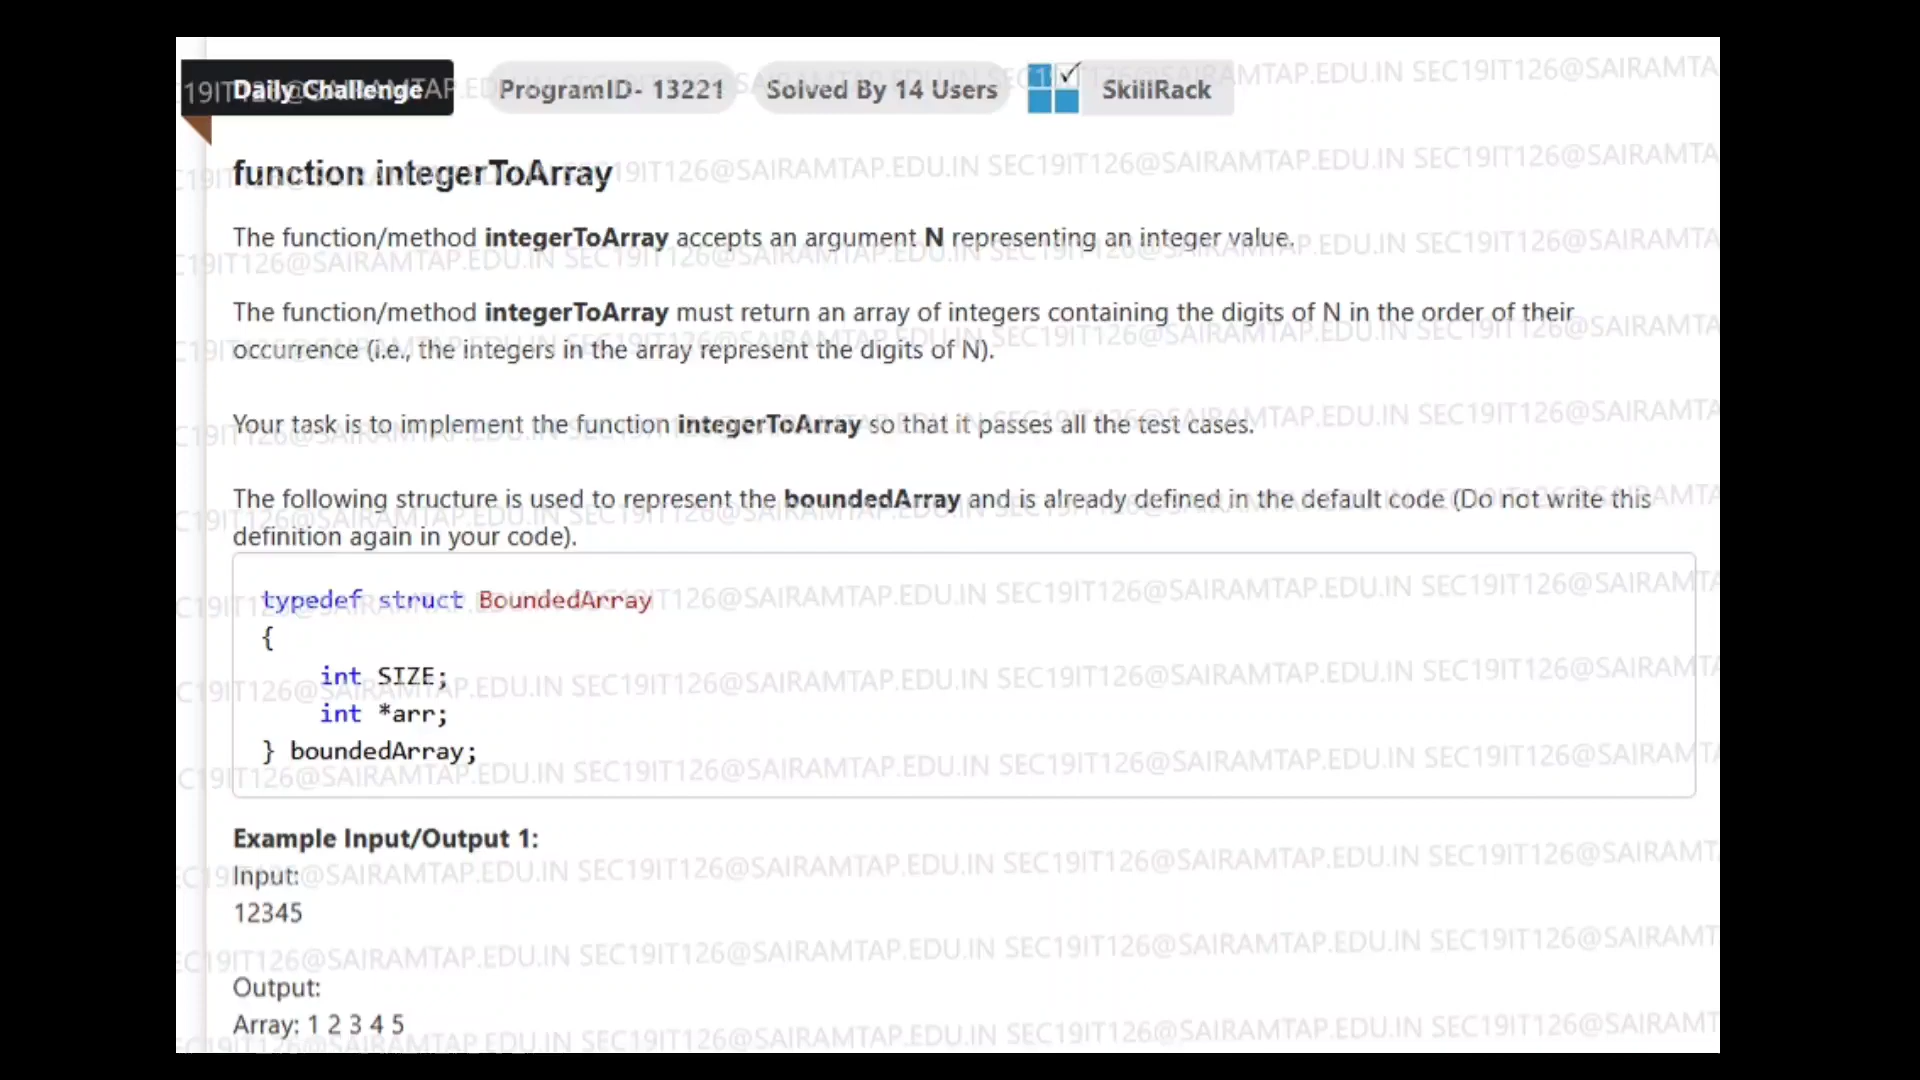 Daily Challenge ProgramID- 13221 Solved By 14 Users SkillRack
function integerToArray
The function/method integerToArray accepts an argument N representing an integer value.
The function/method integerToArray must return an array of integers containing the digits of N in the order of their
occurrence (i.e., the integers in the array represent the digits of N).
Your task is to implement the function integerToArray so that it passes all the test cases.
The following structure is used to represent the boundedArray and is already defined in the default code (Do not write this
definition again in your code).
typedef struct BoundedArray
{
int SIZE;
int *arr;
} boundedArray;
Example Input/Output 1:
Input:
12345
Output:
Array: 1 2 3 4 5